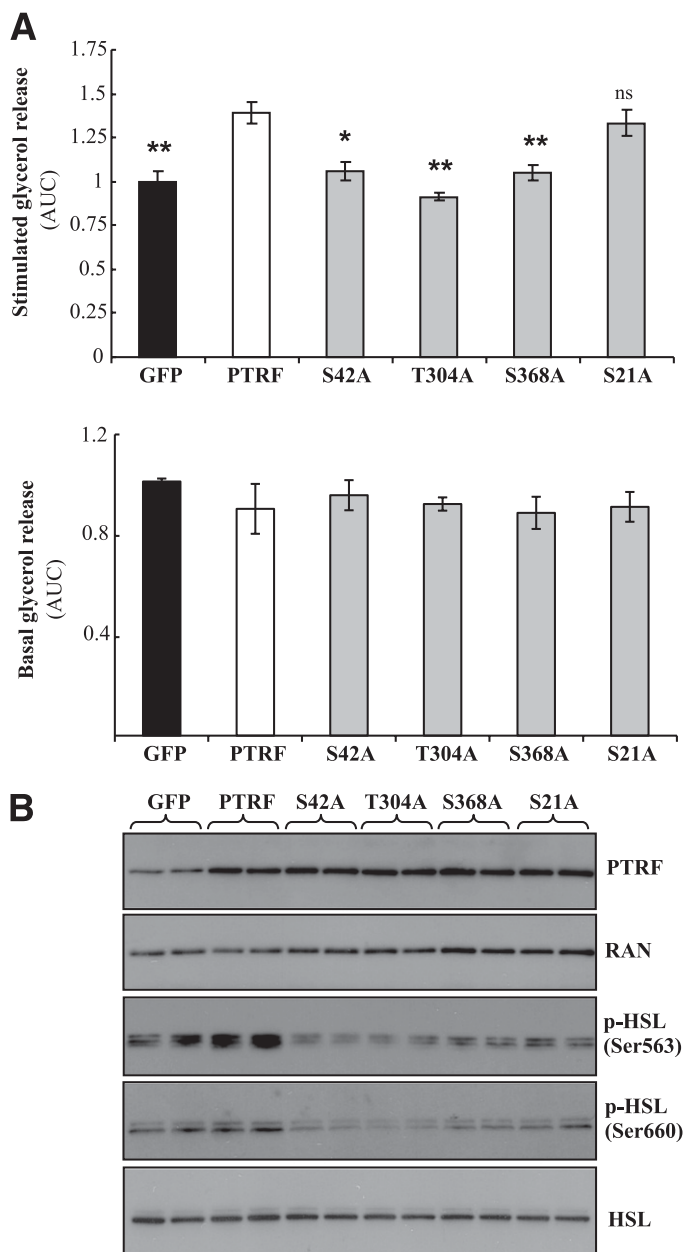 A
Stimulated glycerol release
(AUC)
1.75
1.5
1.25
1
0.75
0.5
0.25
0
**
*
**
**
ns
GFP PTRF S42A T304A S368A S21A
Basal glycerol release
(AUC)
1.2
0.8
0.4
GFP PTRF S42A T304A S368A S21A
B
GFP PTRF S42A T304A S368A S21A
PTRF
RAN
p-HSL
(Ser563)
p-HSL
(Ser660)
HSL